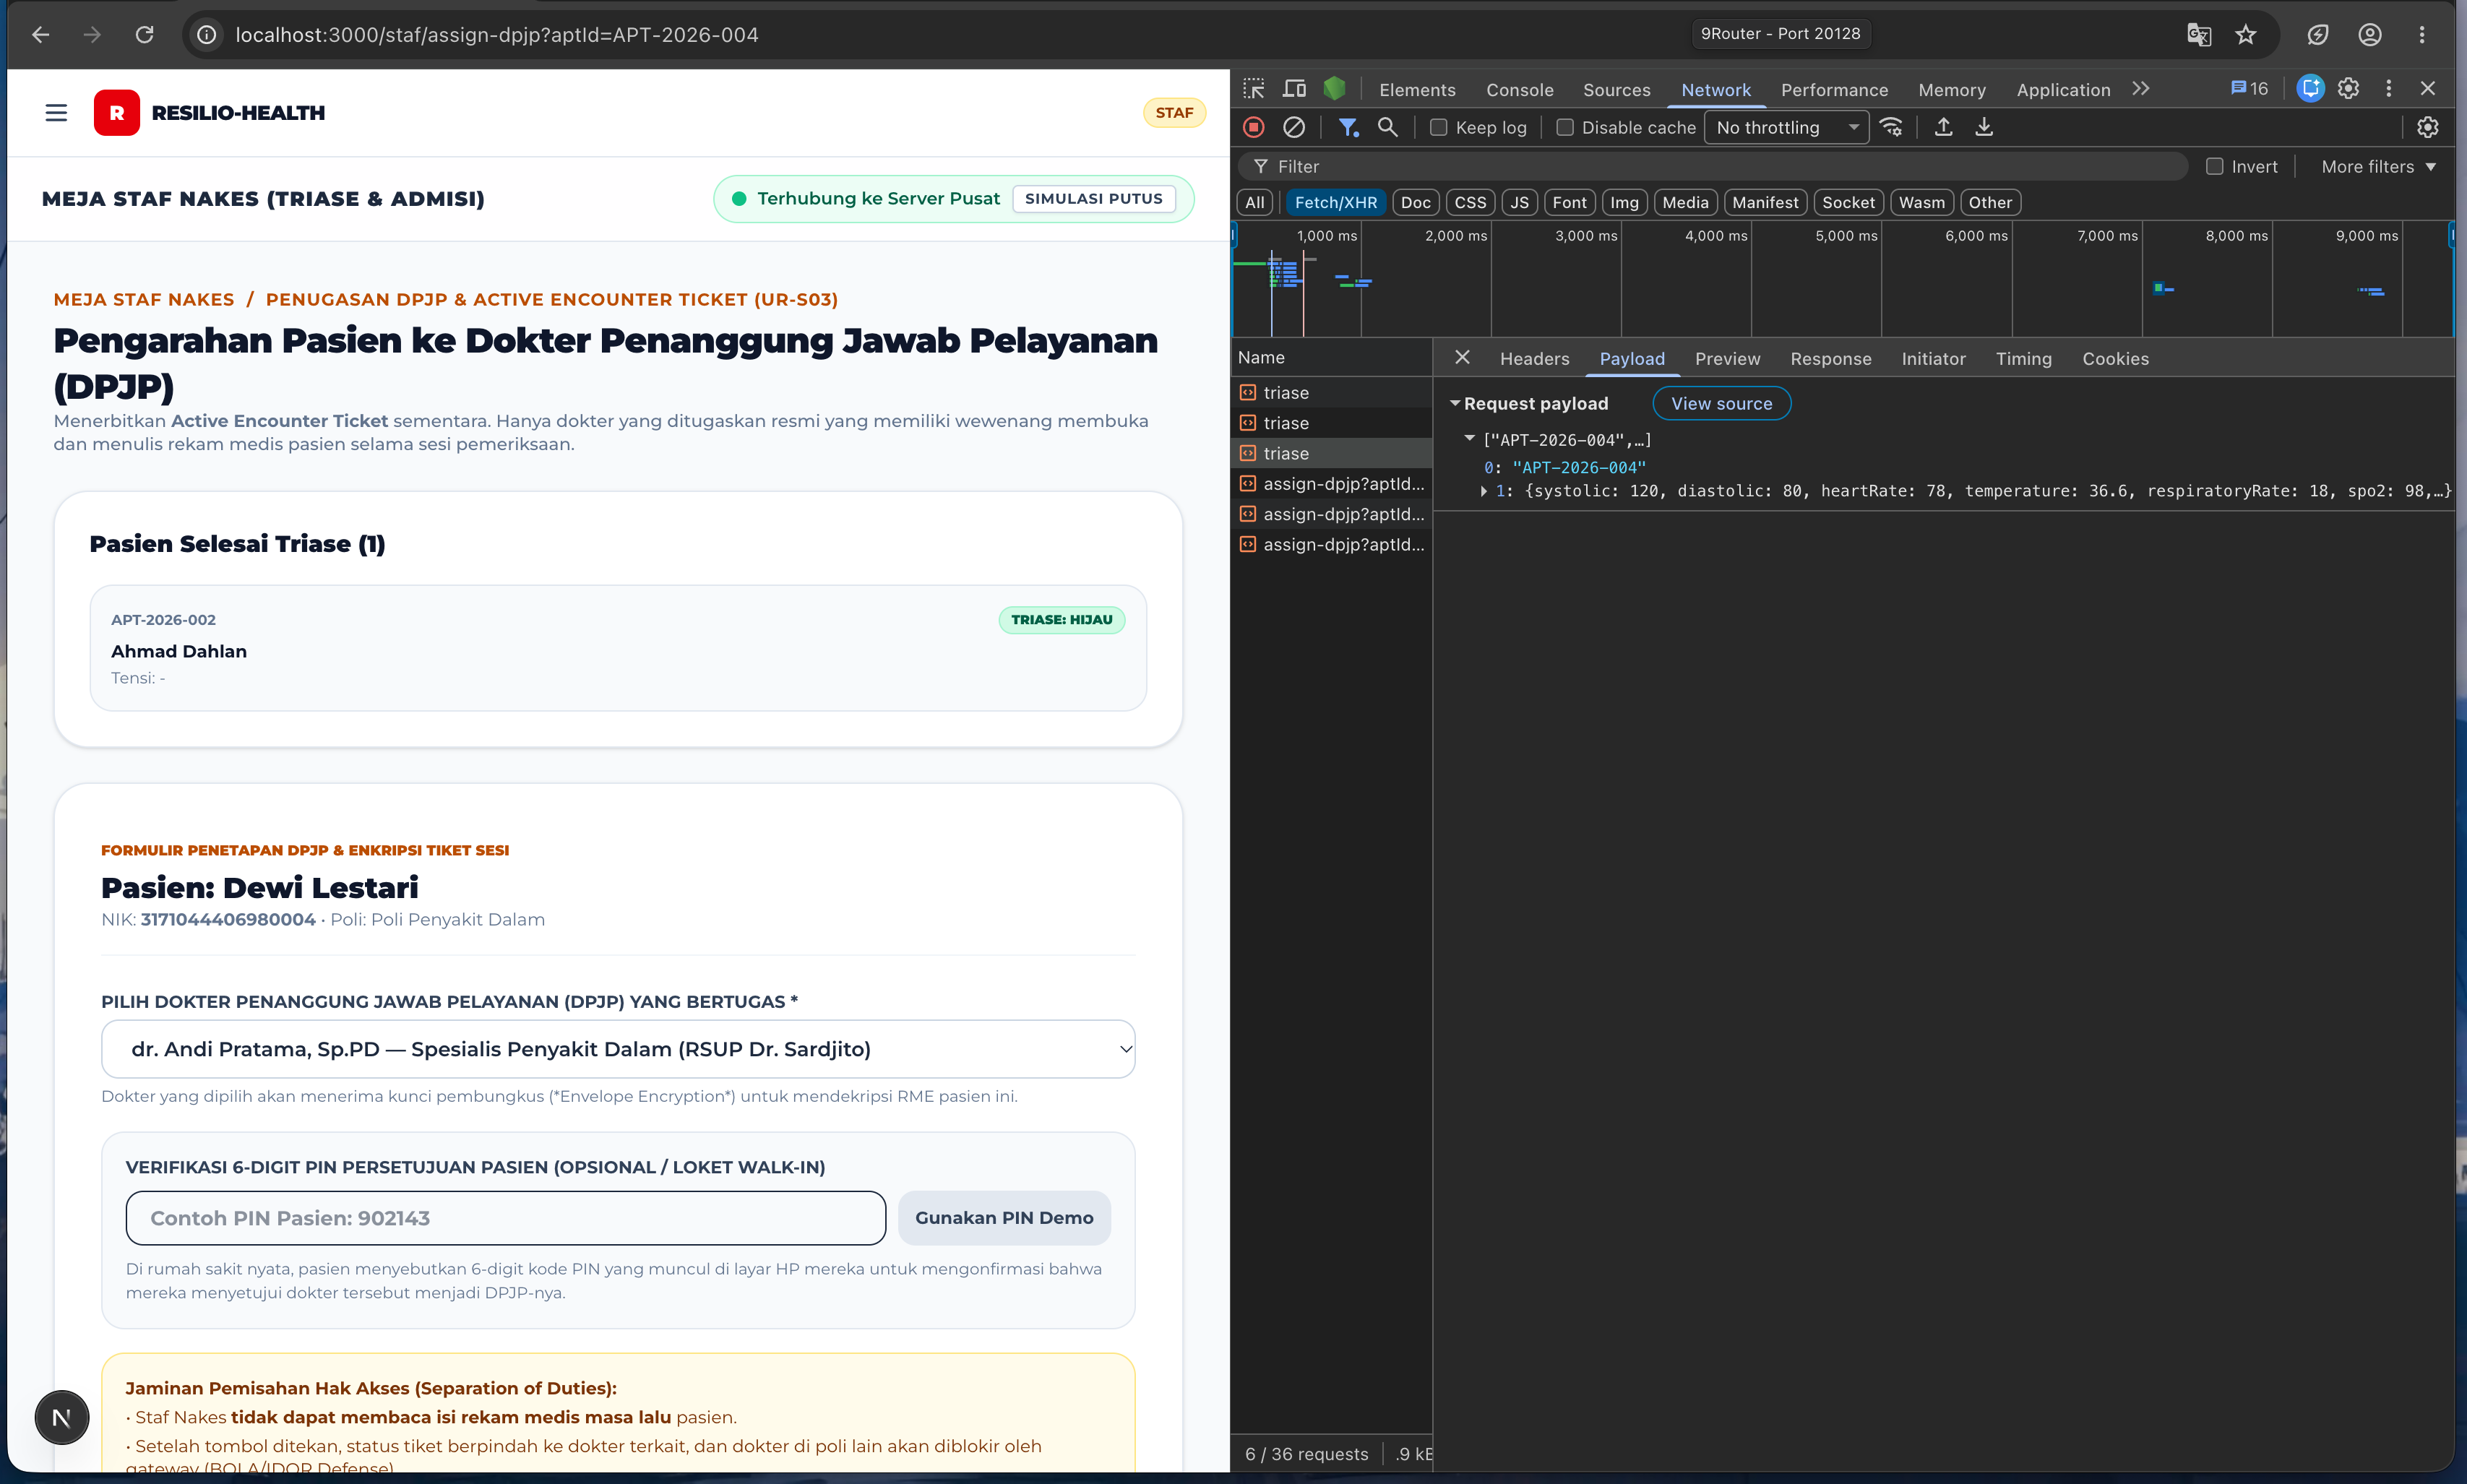 localhost:3000/staf/assign-dpjp?aptId=APT-2026-004
9Router - Port 20128
R RESILIO-HEALTH
STAF
MEJA STAF NAKES (TRIASE & ADMISI)
Terhubung ke Server Pusat
SIMULASI PUTUS
MEJA STAF NAKES / PENUGASAN DPJP & ACTIVE ENCOUNTER TICKET (UR-S03)
Pengarahan Pasien ke Dokter Penanggung Jawab Pelayanan
(DPJP)
Menerbitkan Active Encounter Ticket sementara. Hanya dokter yang ditugaskan resmi yang memiliki wewenang membuka
dan menulis rekam medis pasien selama sesi pemeriksaan.
Pasien Selesai Triase (1)
APT-2026-002
TRIASE: HIJAU
Ahmad Dahlan
Tensi: -
FORMULIR PENETAPAN DPJP & ENKRIPSI TIKET SESI
Pasien: Dewi Lestari
NIK: 3171044406980004 • Poli: Poli Penyakit Dalam
PILIH DOKTER PENANGGUNG JAWAB PELAYANAN (DPJP) YANG BERTUGAS *
dr. Andi Pratama, Sp.PD — Spesialis Penyakit Dalam (RSUP Dr. Sardjito)
Dokter yang dipilih akan menerima kunci pembungkus (*Envelope Encryption*) untuk mendekripsi RME pasien ini.
VERIFIKASI 6-DIGIT PIN PERSETUJUAN PASIEN (OPSIONAL / LOKET WALK-IN)
Contoh PIN Pasien: 902143
Gunakan PIN Demo
Di rumah sakit nyata, pasien menyebutkan 6-digit kode PIN yang muncul di layar HP mereka untuk mengonfirmasi bahwa
mereka menyetujui dokter tersebut menjadi DPJP-nya.
Jaminan Pemisahan Hak Akses (Separation of Duties):
• Staf Nakes tidak dapat membaca isi rekam medis masa lalu pasien.
• Setelah tombol ditekan, status tiket berpindah ke dokter terkait, dan dokter di poli lain akan diblokir oleh
gateway (BOLA/IDOR Defense).
N
Elements Console Sources Network Performance Memory Application 16
Keep log Disable cache No throttling
Filter Invert More filters
All Fetch/XHR Doc CSS JS Font Img Media Manifest Socket Wasm Other
1,000 ms 2,000 ms 3,000 ms 4,000 ms 5,000 ms 6,000 ms 7,000 ms 8,000 ms 9,000 ms
Name
triase
triase
triase
assign-dpjp?aptId...
assign-dpjp?aptId...
assign-dpjp?aptId...
Headers Payload Preview Response Initiator Timing Cookies
Request payload View source
["APT-2026-004",…]
0: "APT-2026-004"
1: {systolic: 120, diastolic: 80, heartRate: 78, temperature: 36.6, respiratoryRate: 18, spo2: 98,…}
6 / 36 requests .9 kE